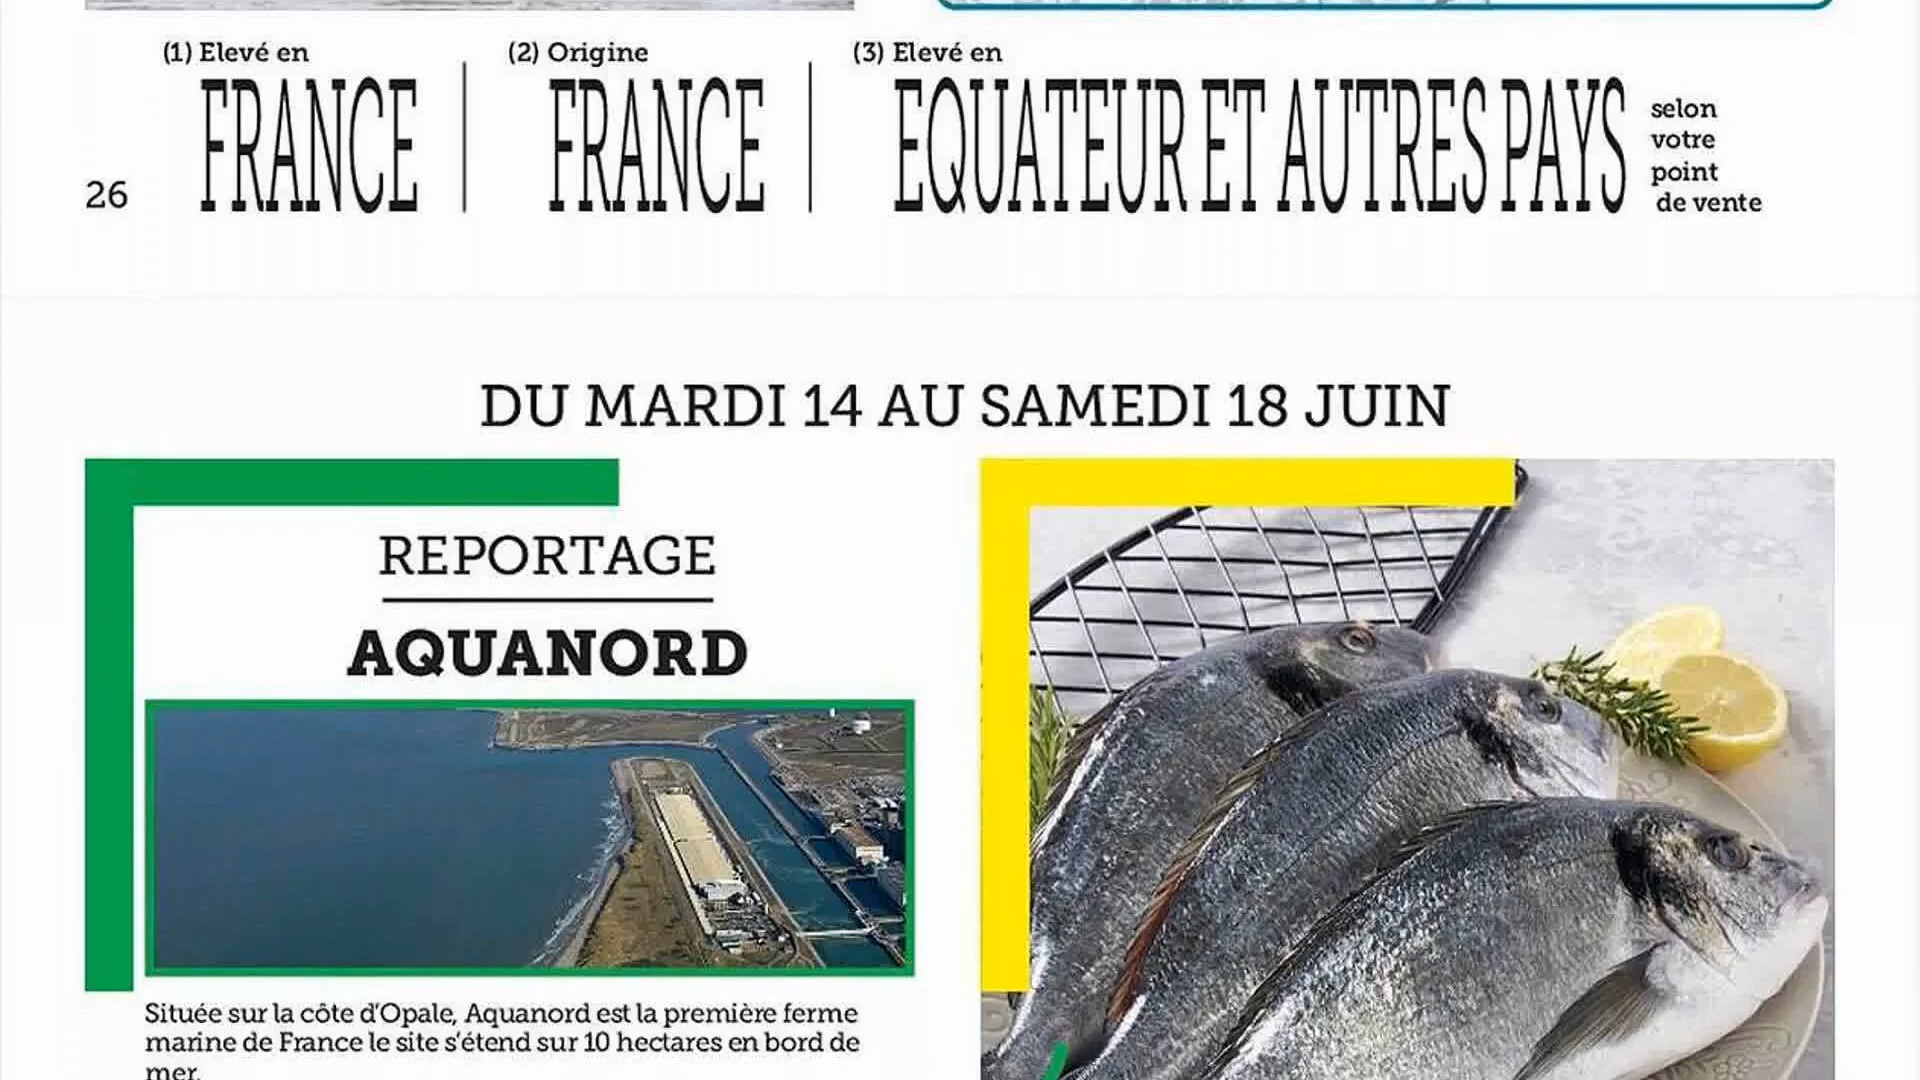 (1) Elevé en
FRANCE
(2) Origine
FRANCE
(3) Elevé en
EQUATEUR ET AUTRES PAYS
selon
votre
point
de vente
26
DU MARDI 14 AU SAMEDI 18 JUIN
REPORTAGE
AQUANORD
Située sur la côte d'Opale, Aquanord est la première ferme
marine de France le site s'étend sur 10 hectares en bord de
mer.